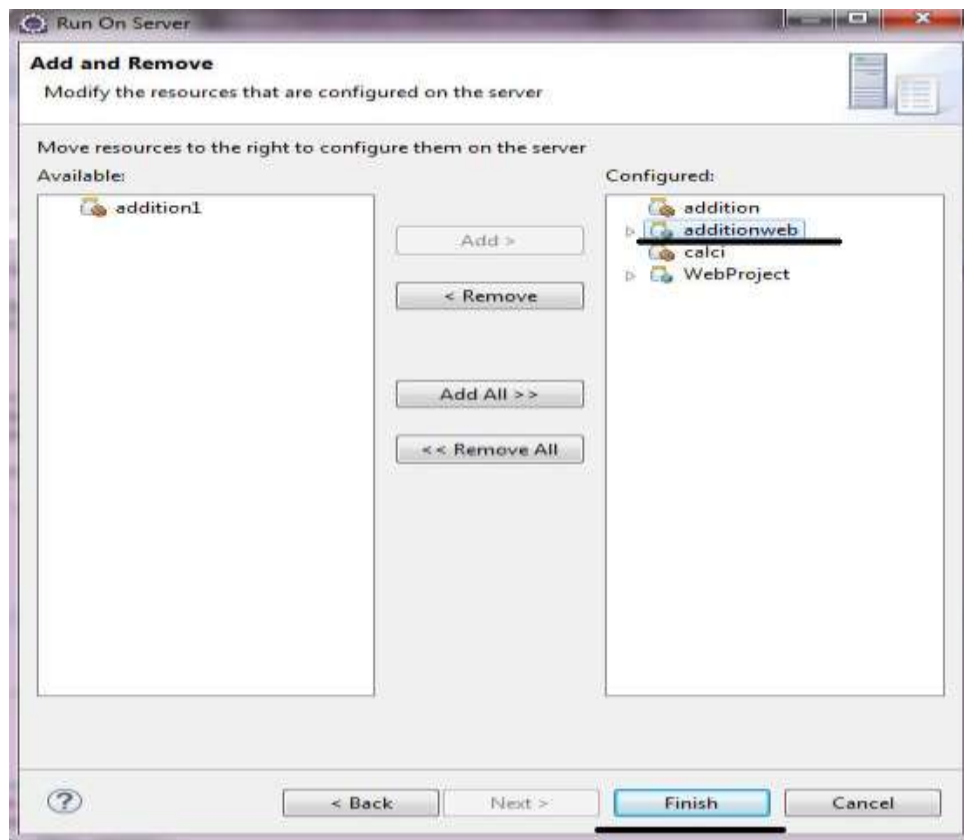 Run On Server
Add and Remove
Modify the resources that are configured on the server
Move resources to the right to configure them on the server
Available:
addition1
Add >
< Remove
Add All >>
<< Remove All
Configured:
addition
additionweb
calci
WebProject
?
< Back
Next >
Finish
Cancel